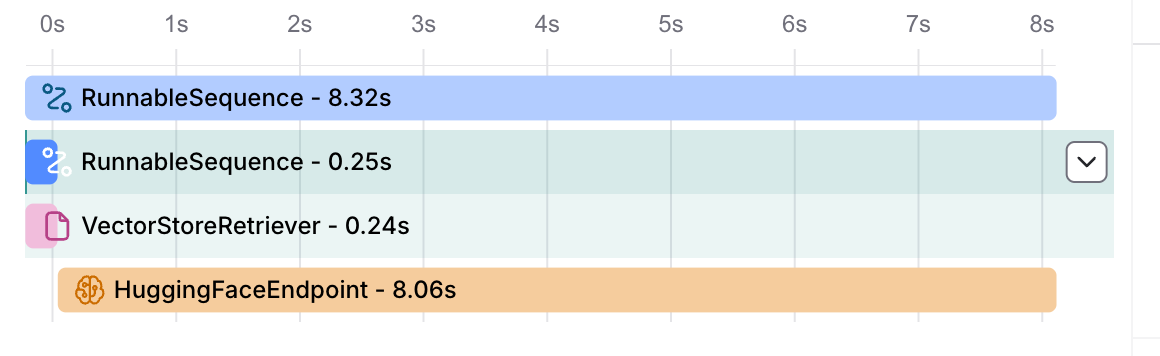 0s 1s 2s 3s 4s 5s 6s 7s 8s
RunnableSequence - 8.32s
RunnableSequence - 0.25s
VectorStoreRetriever - 0.24s
HuggingFaceEndpoint - 8.06s